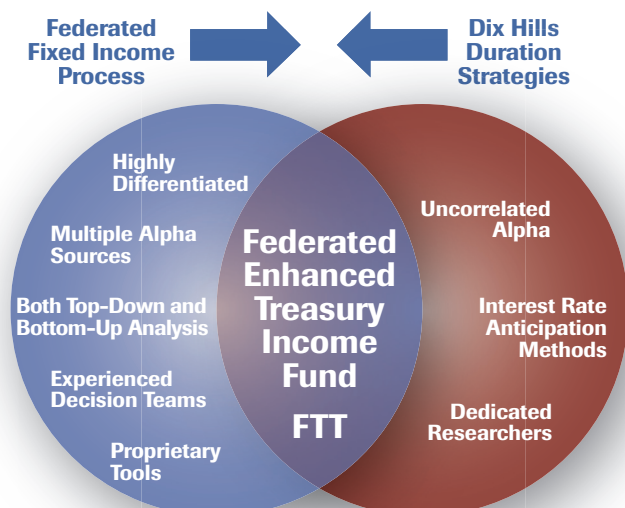 Federated
Fixed Income
Process
Dix Hills
Duration
Strategies
Highly
Differentiated
Multiple Alpha
Sources
Both Top-Down and
Bottom-Up Analysis
Experienced
Decision Teams
Proprietary
Tools
Federated
Enhanced
Treasury
Income
Fund
FTT
Uncorrelated
Alpha
Interest Rate
Anticipation
Methods
Dedicated
Researchers